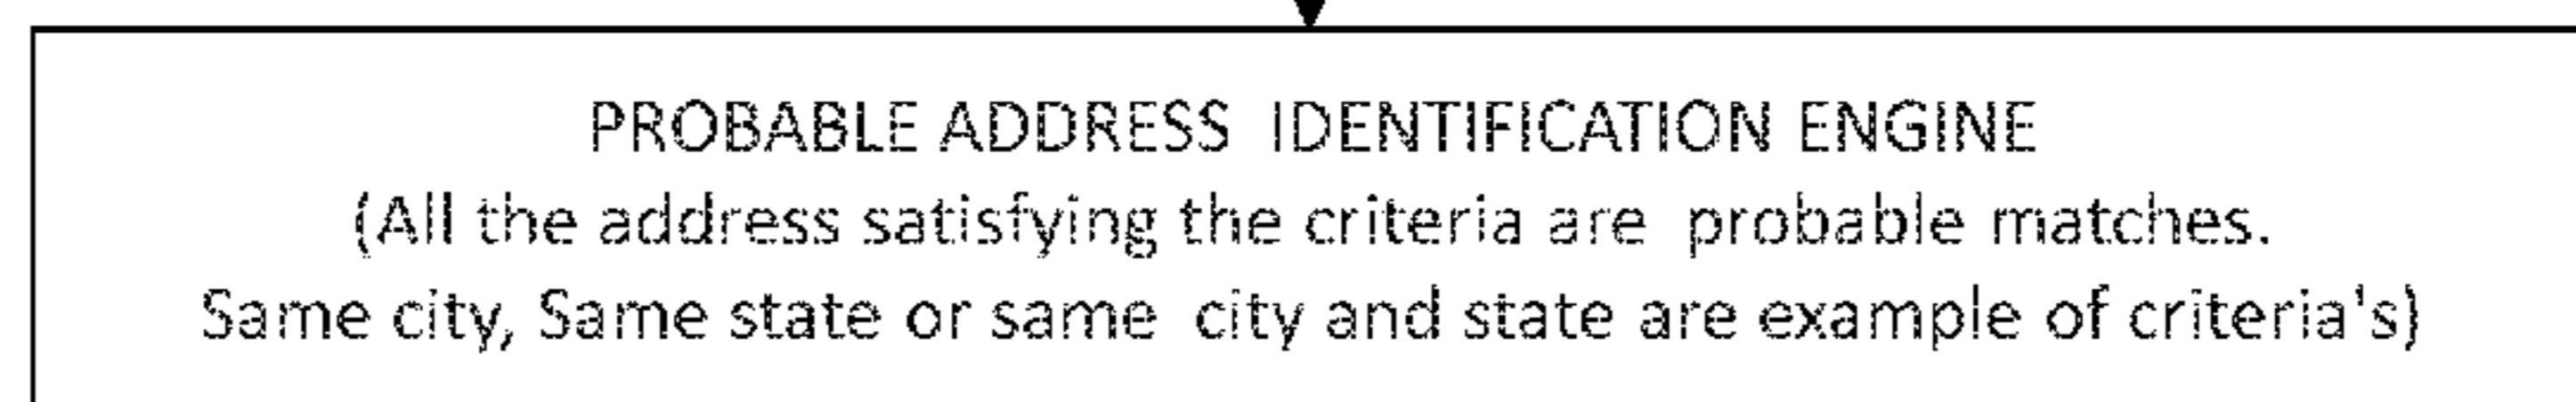 PROBABLE ADDRESS IDENTIFICATION ENGINE
(All the address satisfying the criteria are probable matches.
Same city, Same state or same city and state are example of criteria's)